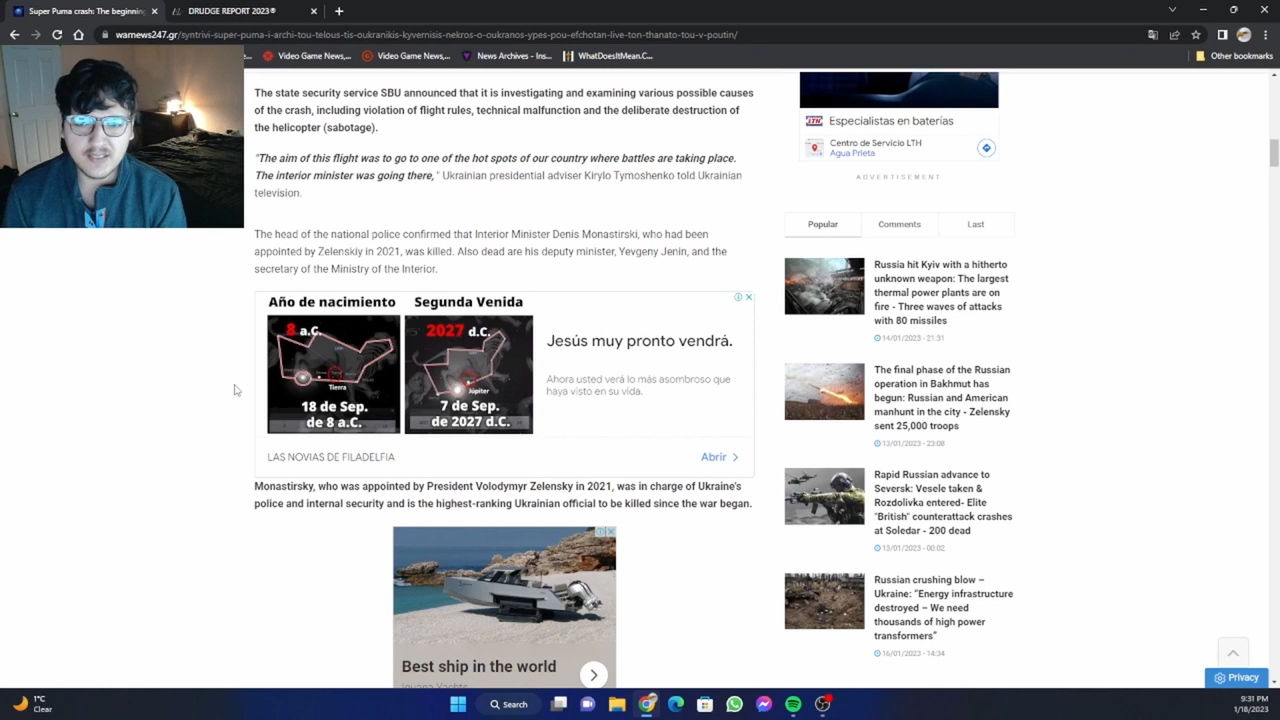 Super Puma crash: The beginning
DRUDGE REPORT 2023®
warnews247.gr/syntrivi-super-puma-i-archi-tou-telous-tis-oukranikis-kyvernisis-nekros-o-oukranos-ypes-pou-efchotan-live-ton-thanato-tou-v-poutin/
Video Game News,...
Video Game News,...
News Archives - Ins...
WhatDoesItMean.C...
Other bookmarks
The state security service SBU announced that it is investigating and examining various possible causes
of the crash, including violation of flight rules, technical malfunction and the deliberate destruction of
the helicopter (sabotage).
"The aim of this flight was to go to one of the hot spots of our country where battles are taking place.
The interior minister was going there," Ukrainian presidential adviser Kirylo Tymoshenko told Ukrainian
television.
The head of the national police confirmed that Interior Minister Denis Monastirski, who had been
appointed by Zelenskiy in 2021, was killed. Also dead are his deputy minister, Yevgeny Jenin, and the
secretary of the Ministry of the Interior.
Año de nacimiento
Segunda Venida
8 a.C.
2027 d.C.
Tierra
Júpiter
18 de Sep.
de 8 a.C.
7 de Sep.
de 2027 d.C.
Jesús muy pronto vendrá.
Ahora usted verá lo más asombroso que
haya visto en su vida.
LAS NOVIAS DE FILADELFIA
Abrir
Monastirsky, who was appointed by President Volodymyr Zelensky in 2021, was in charge of Ukraine's
police and internal security and is the highest-ranking Ukrainian official to be killed since the war began.
Best ship in the world
Iguana Yachts
LTH
Especialistas en baterías
Centro de Servicio LTH
Agua Prieta
ADVERTISEMENT
Popular
Comments
Last
Russia hit Kyiv with a hitherto
unknown weapon: The largest
thermal power plants are on
fire - Three waves of attacks
with 80 missiles
14/01/2023 - 21:31
The final phase of the Russian
operation in Bakhmut has
begun: Russian and American
manhunt in the city - Zelensky
sent 25,000 troops
13/01/2023 - 23:08
Rapid Russian advance to
Seversk: Vesele taken &
Rozdolivka entered- Elite
"British" counterattack crashes
at Soledar - 200 dead
13/01/2023 - 00:02
Russian crushing blow –
Ukraine: "Energy infrastructure
destroyed – We need
thousands of high power
transformers"
16/01/2023 - 14:34
Privacy
1°C
Clear
Search
9:31 PM
1/18/2023